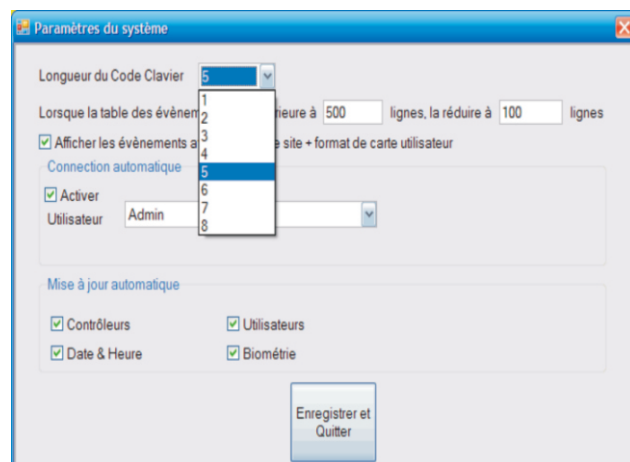 Paramètres du système
Longueur du Code Clavier 5
1
2
3
4
5
6
7
8
Lorsque la table des évènem rieure à 500 lignes, la réduire à 100 lignes
Afficher les évènements a e site + format de carte utilisateur
Connection automatique
Activer
Utilisateur Admin
Mise à jour automatique
Contrôleurs Utilisateurs
Date & Heure Biométrie
Enregistrer et
Quitter